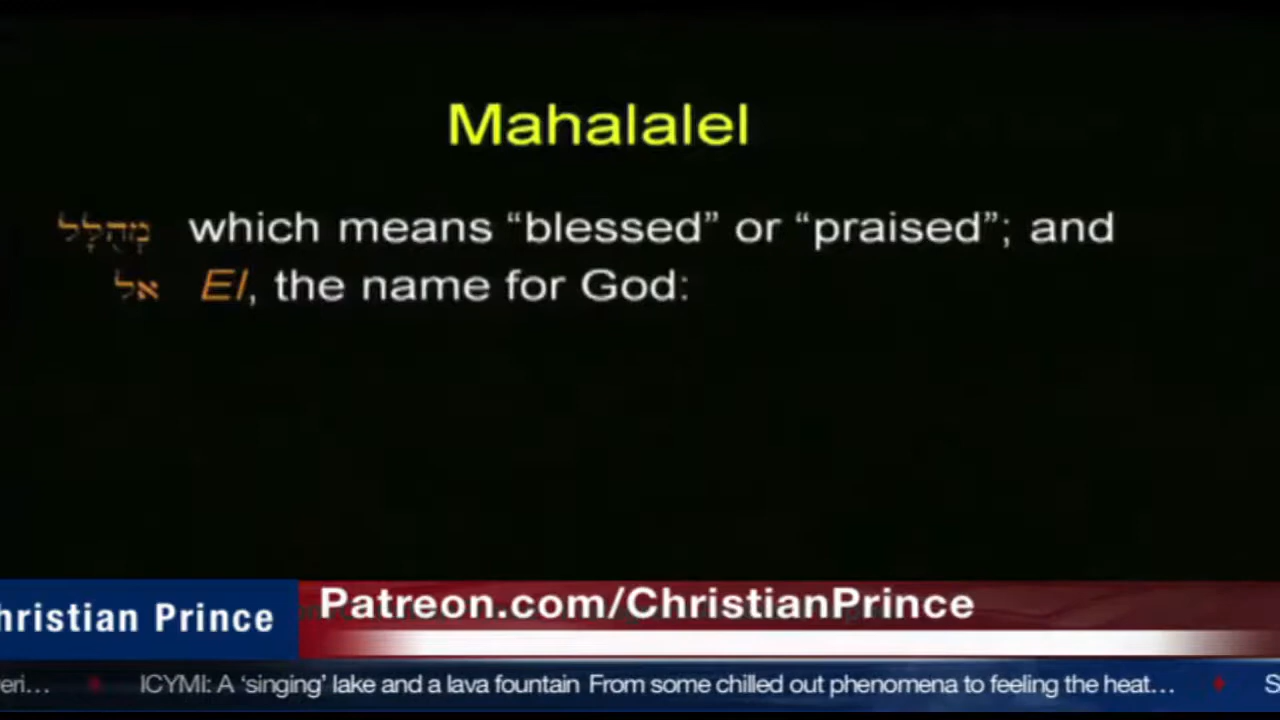 Mahalalel
מְהֻלָּל which means “blessed” or “praised”; and
אל El, the name for God:
hristian Prince
Patreon.com/ChristianPrince
eri… ICYMI: A ‘singing’ lake and a lava fountain From some chilled out phenomena to feeling the heat… S